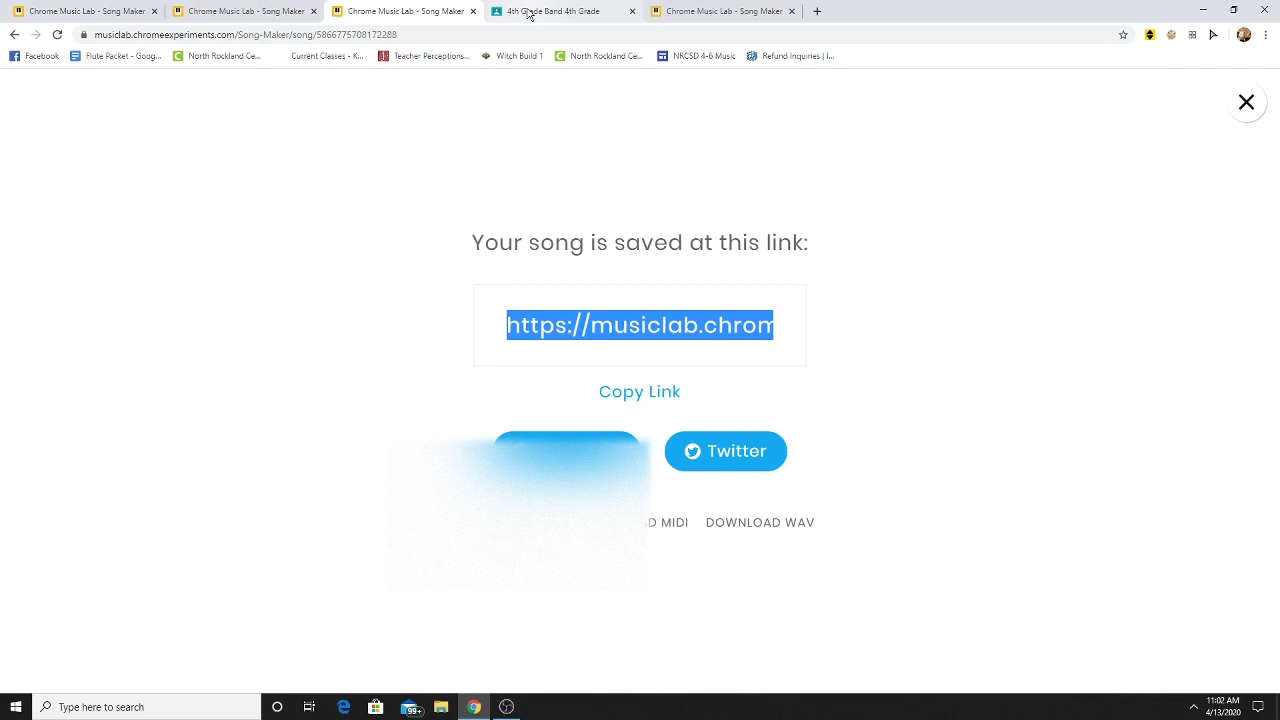 Chrome Music Lab - Song Maker
Chrome Music Lab - Song Maker
Chrome Music Lab - Song Maker
4th Grade Band 4th Grade
Chrome Music Lab - Song Maker
musiclab.chromeexperiments.com/Song-Maker/song/5866775708172288
Facebook
Flute Packet - Goog...
North Rockland Ce...
Current Classes - K...
Teacher Perceptions...
Witch Build 1
North Rockland Ce...
NRCSD 4-6 Music
Refund Inquiries | I...
Your song is saved at this link:
https://musiclab.chrom
Copy Link
Twitter
D MIDI
DOWNLOAD WAV
Type here to search
99+
11:02 AM
4/13/2020